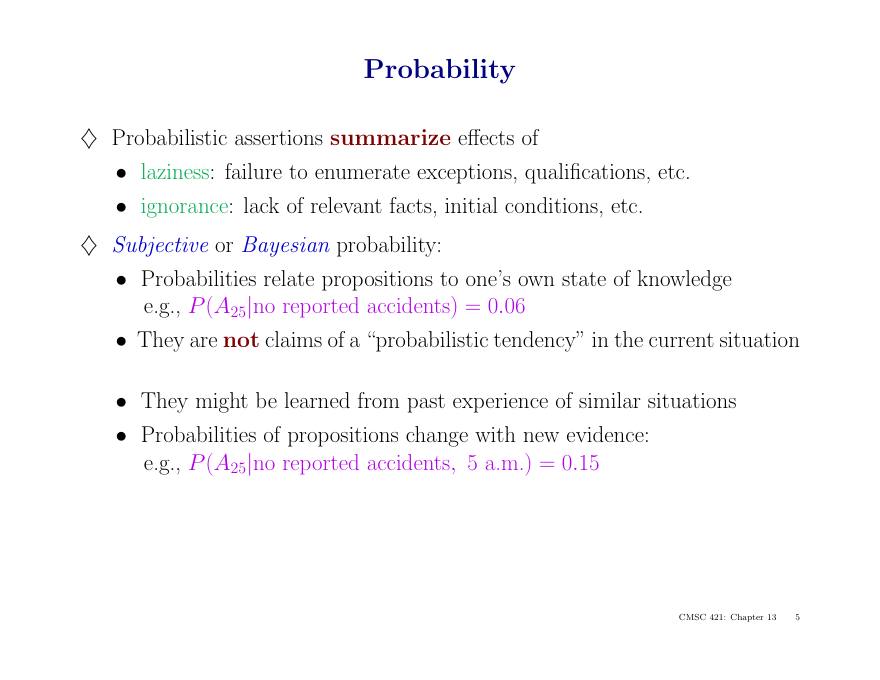 Probability
♢ Probabilistic assertions summarize effects of
• laziness: failure to enumerate exceptions, qualifications, etc.
• ignorance: lack of relevant facts, initial conditions, etc.
♢ Subjective or Bayesian probability:
• Probabilities relate propositions to one's own state of knowledge
e.g., P(A₂₅|no reported accidents) = 0.06
• They are not claims of a “probabilistic tendency” in the current situation
• They might be learned from past experience of similar situations
• Probabilities of propositions change with new evidence:
e.g., P(A₂₅|no reported accidents, 5 a.m.) = 0.15
CMSC 421: Chapter 13 5